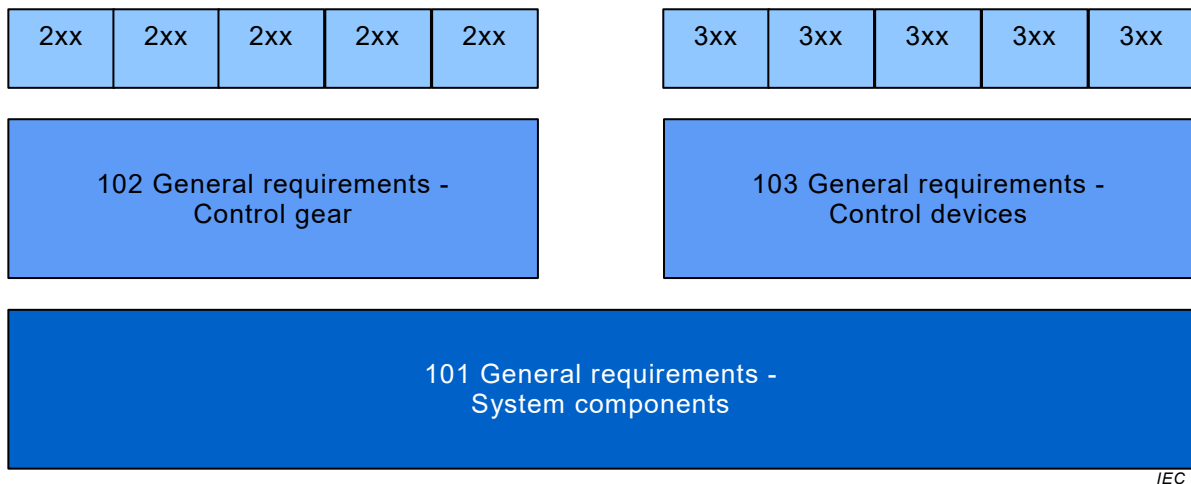 2xx 2xx 2xx 2xx 2xx 3xx 3xx 3xx 3xx 3xx
102 General requirements -
Control gear
103 General requirements -
Control devices
101 General requirements -
System components
IEC